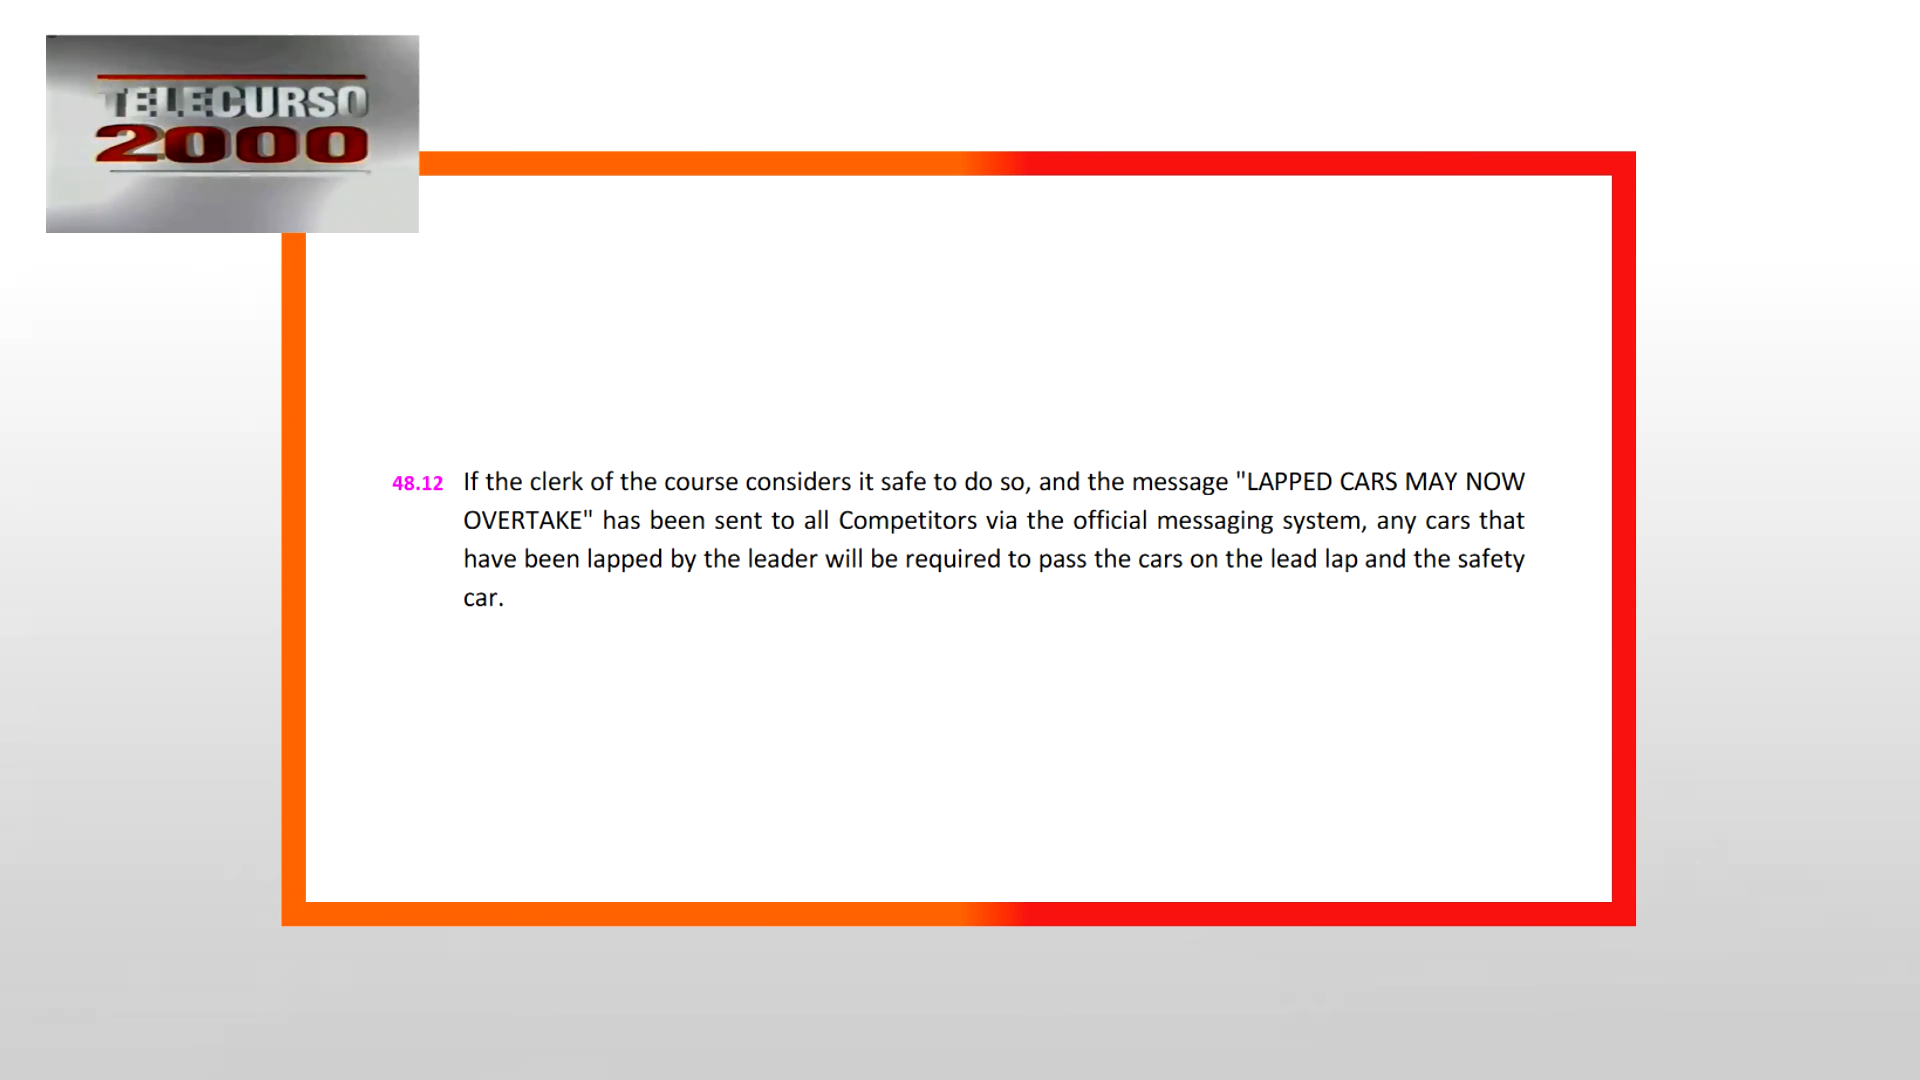 TELECURSO
2000
48.12 If the clerk of the course considers it safe to do so, and the message "LAPPED CARS MAY NOW
OVERTAKE" has been sent to all Competitors via the official messaging system, any cars that
have been lapped by the leader will be required to pass the cars on the lead lap and the safety
car.